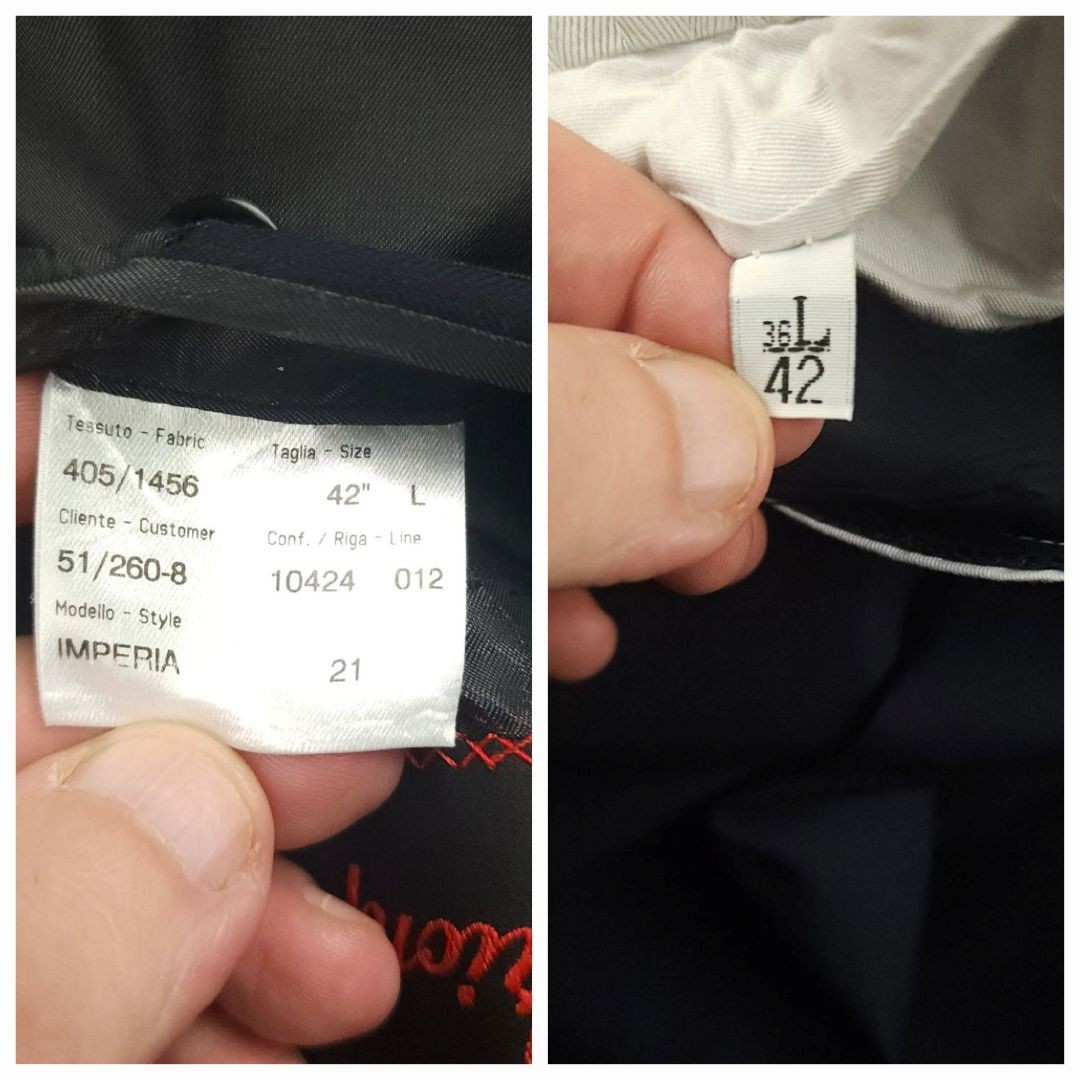 Tessuto - Fabric
405/1456
Taglia - Size
42" L
Cliente - Customer
51/260-8
Conf. / Riga - Line
10424 012
Modello - Style
IMPERIA
21
36L
42